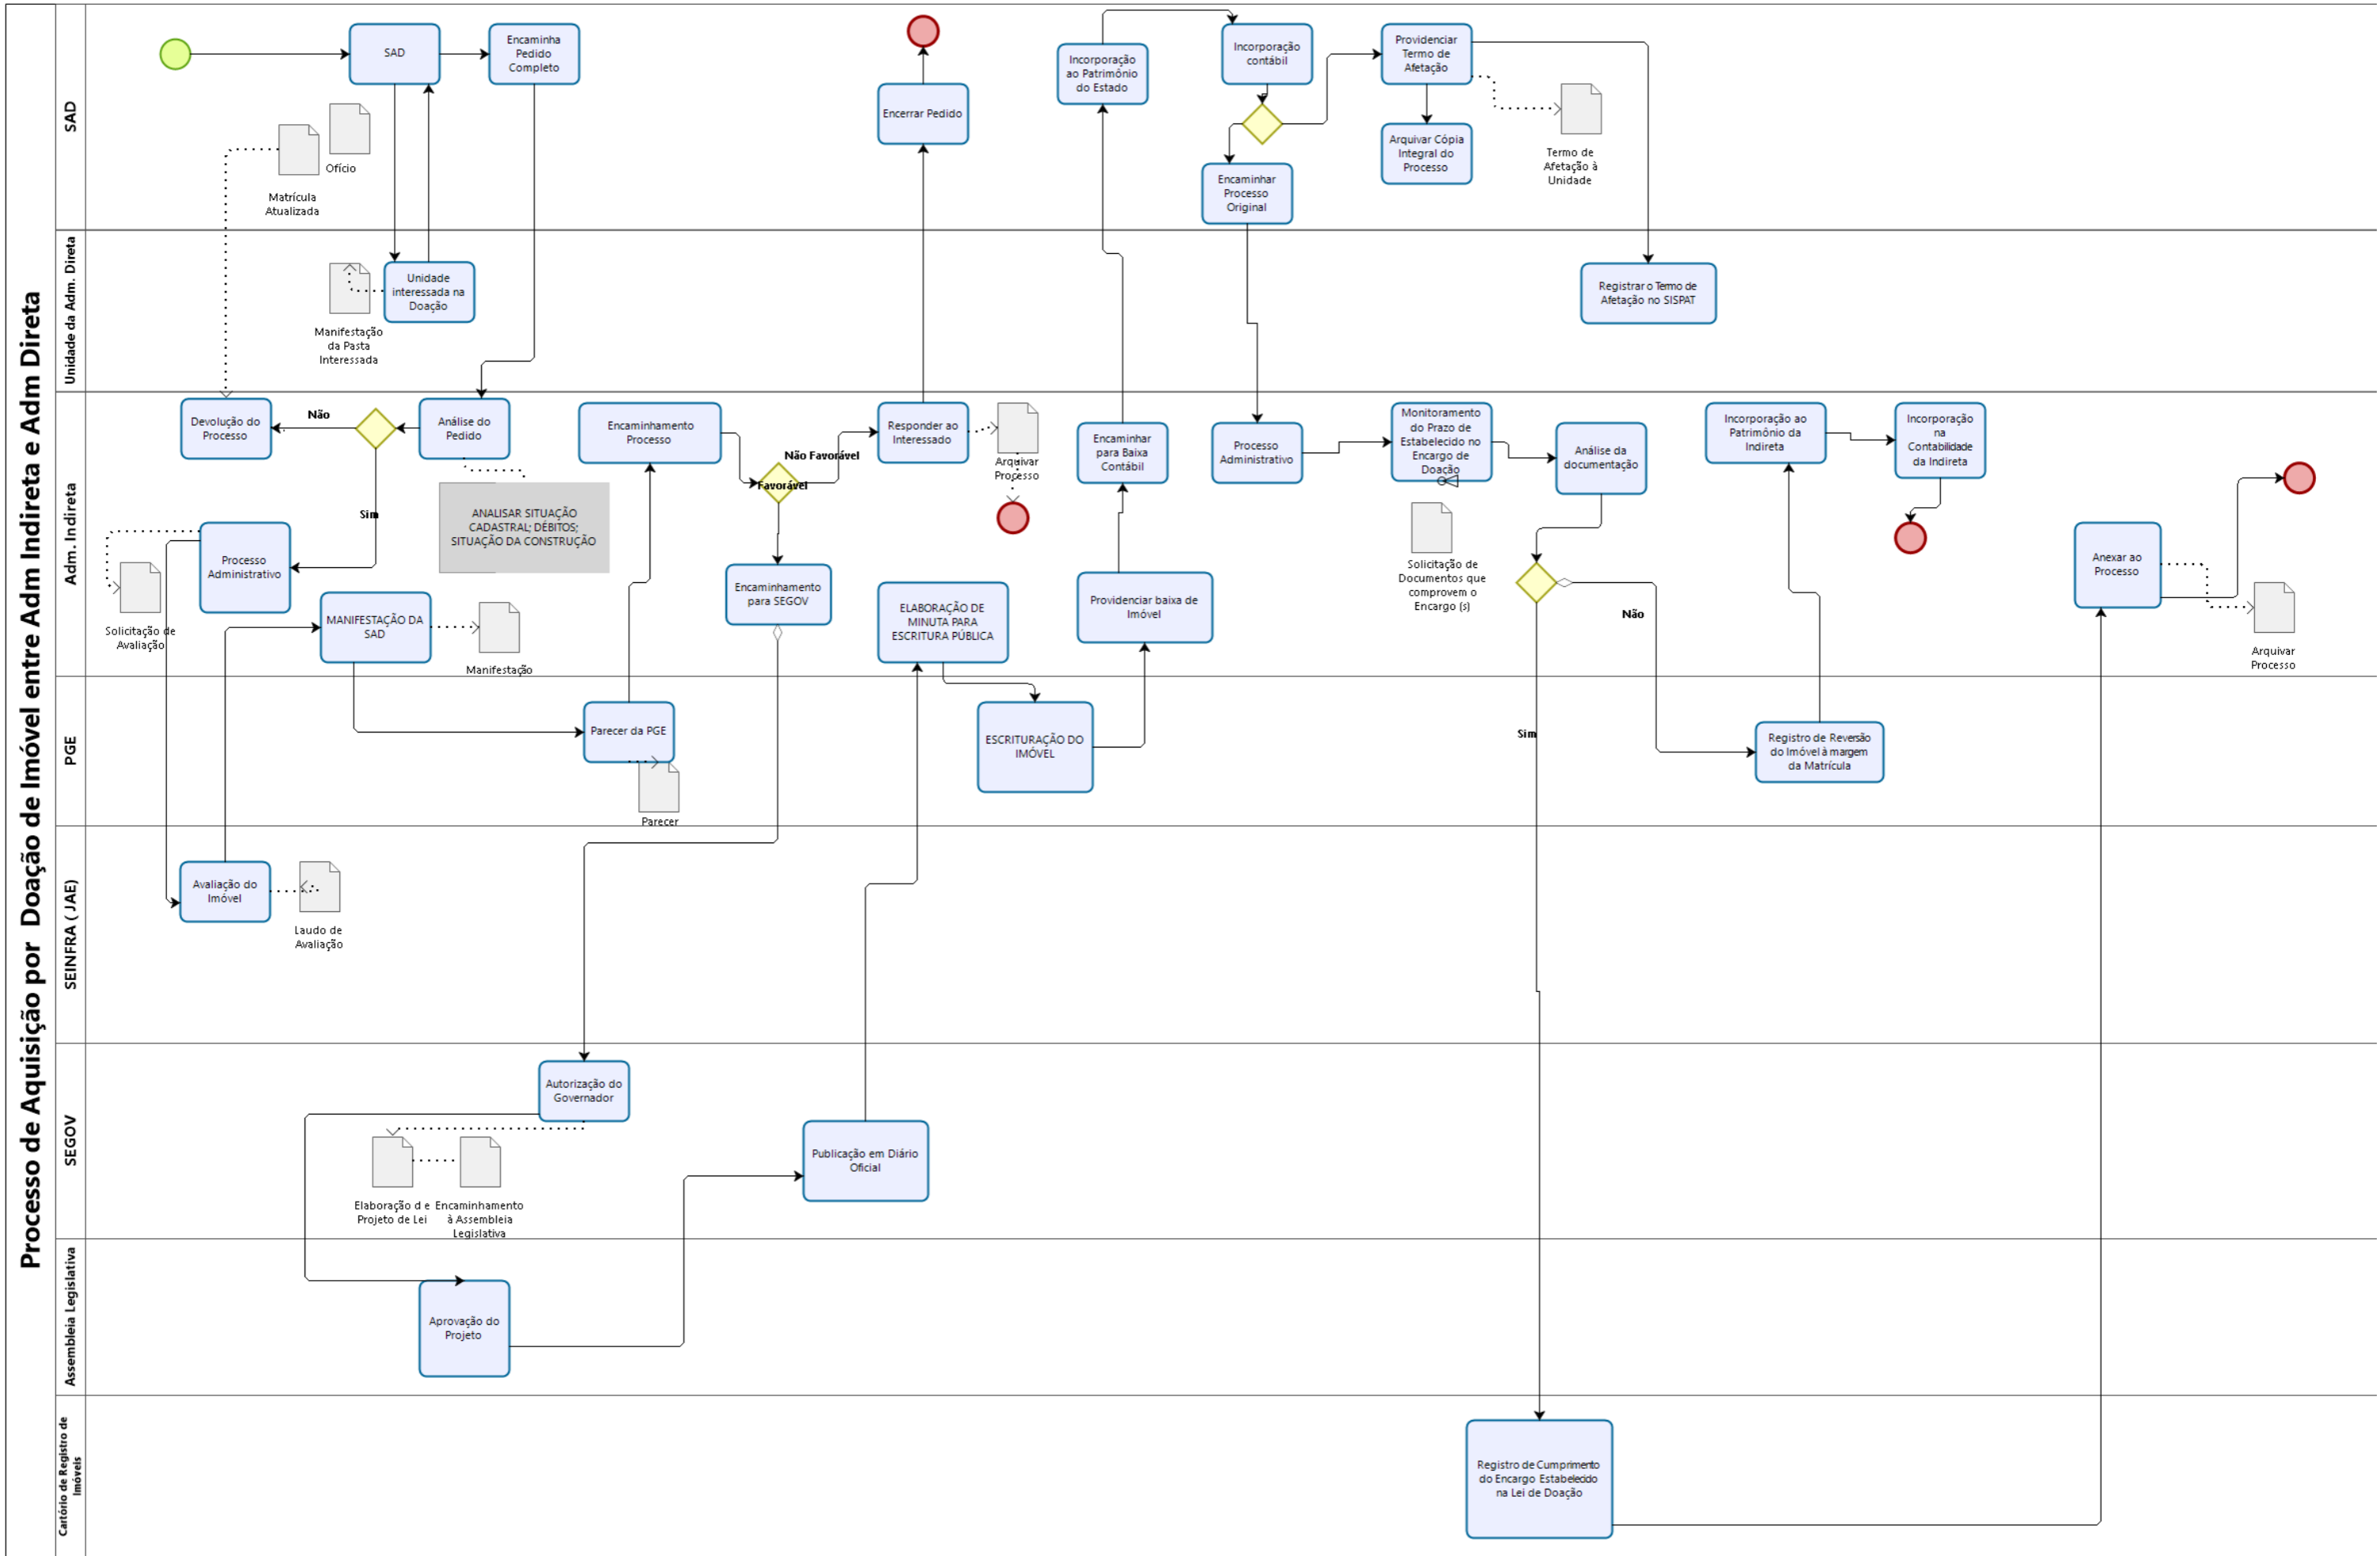 Processo de Aquisição por Doação de Imóvel entre Adm Indireta e Adm Direta
SAD
SAD
Encaminha
Pedido
Completo
Ofício
Matrícula
Atualizada
Encerrar Pedido
Incorporação
ao Patrimônio
do Estado
Incorporação
contábil
Providenciar
Termo de
Afetação
Arquivar Cópia
Integral do
Processo
Termo de
Afetação à
Unidade
Encaminhar
Processo
Original
Unidade da Adm. Direta
Unidade
interessada na
Doação
Manifestação
da Pasta
Interessada
Registrar o Termo de
Afetação no SISPAT
Adm. Indireta
Devolução do
Processo
Não
Análise do
Pedido
Sim
ANALISAR SITUAÇÃO
CADASTRAL; DÉBITOS;
SITUAÇÃO DA CONSTRUÇÃO
Processo
Administrativo
Solicitação de
Avaliação
MANIFESTAÇÃO DA
SAD
Manifestação
Encaminhamento
Processo
Não Favorável
Favorável
Responder ao
Interessado
Arquivar
Processo
Encaminhamento
para SEGOV
ELABORAÇÃO DE
MINUTA PARA
ESCRITURA PÚBLICA
Encaminhar
para Baixa
Contábil
Providenciar baixa de
Imóvel
Processo
Administrativo
Monitoramento
do Prazo de
Estabelecido no
Encargo de
Doação
Solicitação de
Documentos que
comprovem o
Encargo (s)
Análise da
documentação
Não
Sim
Incorporação ao
Patrimônio da
Indireta
Incorporação
na
Contabilidade
da Indireta
Anexar ao
Processo
Arquivar
Processo
PGE
Parecer da PGE
Parecer
ESCRITURAÇÃO DO
IMÓVEL
Registro de Reversão
do Imóvel à margem
da Matrícula
SEINFRA ( JAE)
Avaliação do
Imóvel
Laudo de
Avaliação
SEGOV
Autorização do
Governador
Elaboração d e
Projeto de Lei
Encaminhamento
à Assembleia
Legislativa
Publicação em Diário
Oficial
Assembleia Legislativa
Aprovação do
Projeto
Cartório de Registro de
Imóveis
Registro de Cumprimento
do Encargo Estabelecido
na Lei de Doação